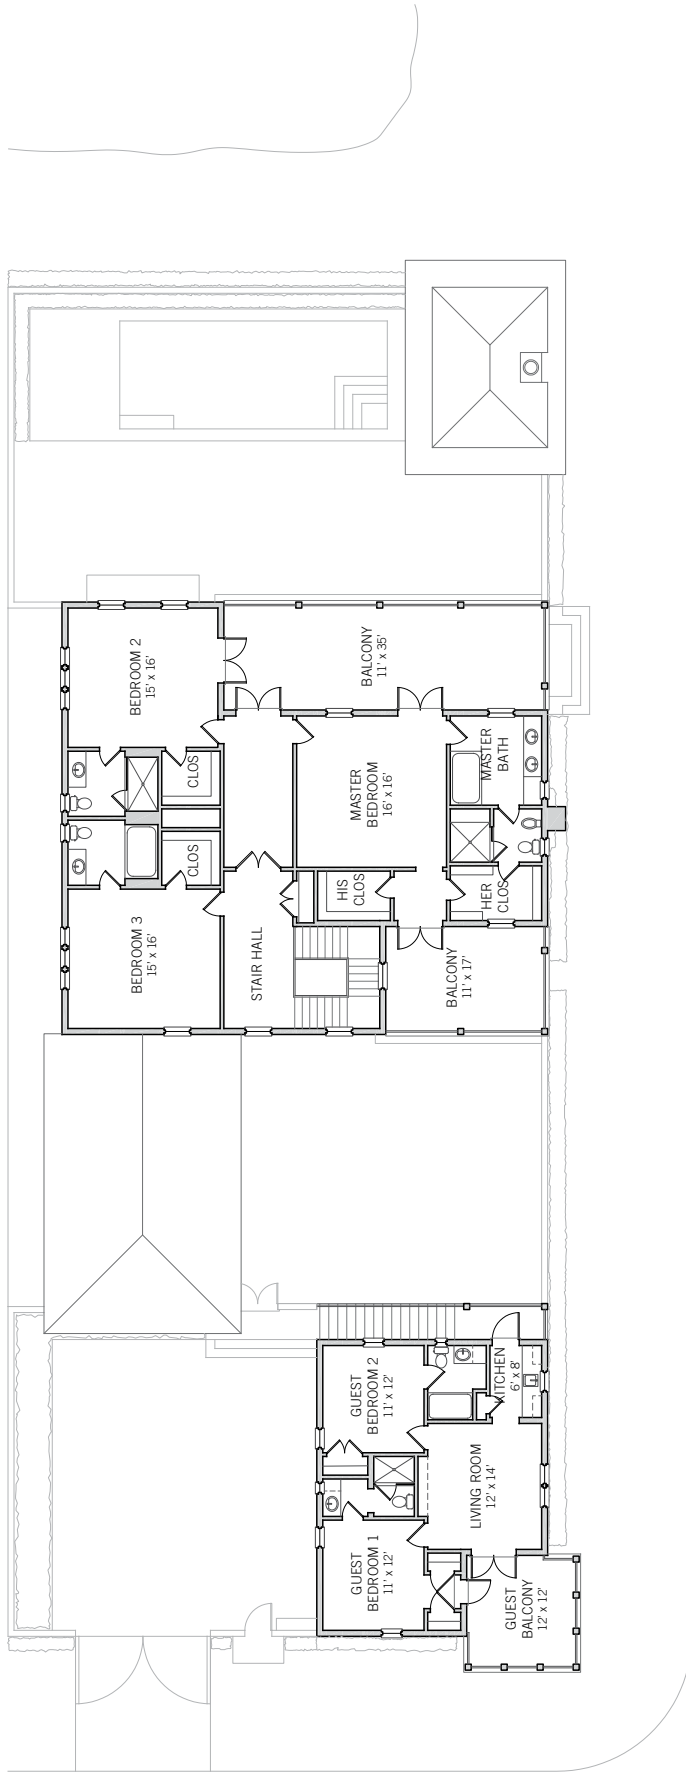 BEDROOM 2
15' x 16'
BALCONY
11' x 35'
CLOS
MASTER
BEDROOM
16' x 16'
MASTER
BATH
CLOS
HIS
CLOS
HER
CLOS
BEDROOM 3
15' x 16'
STAIR HALL
BALCONY
11' x 17'
GUEST
BEDROOM 2
11' x 12'
KITCHEN
6' x 8'
LIVING ROOM
12' x 14'
GUEST
BEDROOM 1
11' x 12'
GUEST
BALCONY
12' x 12'